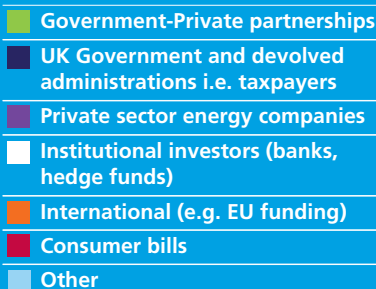 Government-Private partnerships
UK Government and devolved
administrations i.e. taxpayers
Private sector energy companies
Institutional investors (banks,
hedge funds)
International (e.g. EU funding)
Consumer bills
Other